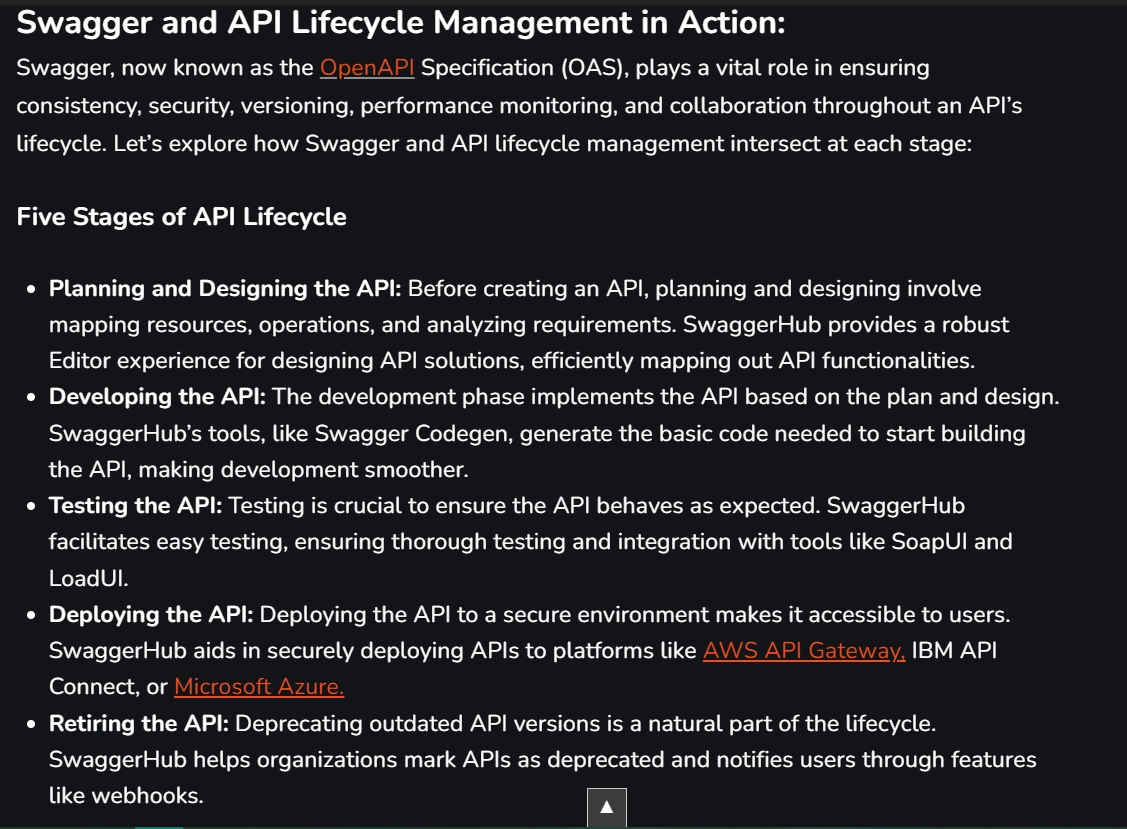 Swagger and API Lifecycle Management in Action:
Swagger, now known as the OpenAPI Specification (OAS), plays a vital role in ensuring
consistency, security, versioning, performance monitoring, and collaboration throughout an API's
lifecycle. Let's explore how Swagger and API lifecycle management intersect at each stage:
Five Stages of API Lifecycle
• Planning and Designing the API: Before creating an API, planning and designing involve
mapping resources, operations, and analyzing requirements. SwaggerHub provides a robust
Editor experience for designing API solutions, efficiently mapping out API functionalities.
• Developing the API: The development phase implements the API based on the plan and design.
SwaggerHub's tools, like Swagger Codegen, generate the basic code needed to start building
the API, making development smoother.
• Testing the API: Testing is crucial to ensure the API behaves as expected. SwaggerHub
facilitates easy testing, ensuring thorough testing and integration with tools like SoapUI and
LoadUI.
• Deploying the API: Deploying the API to a secure environment makes it accessible to users.
SwaggerHub aids in securely deploying APIs to platforms like AWS API Gateway, IBM API
Connect, or Microsoft Azure.
• Retiring the API: Deprecating outdated API versions is a natural part of the lifecycle.
SwaggerHub helps organizations mark APIs as deprecated and notifies users through features
like webhooks.